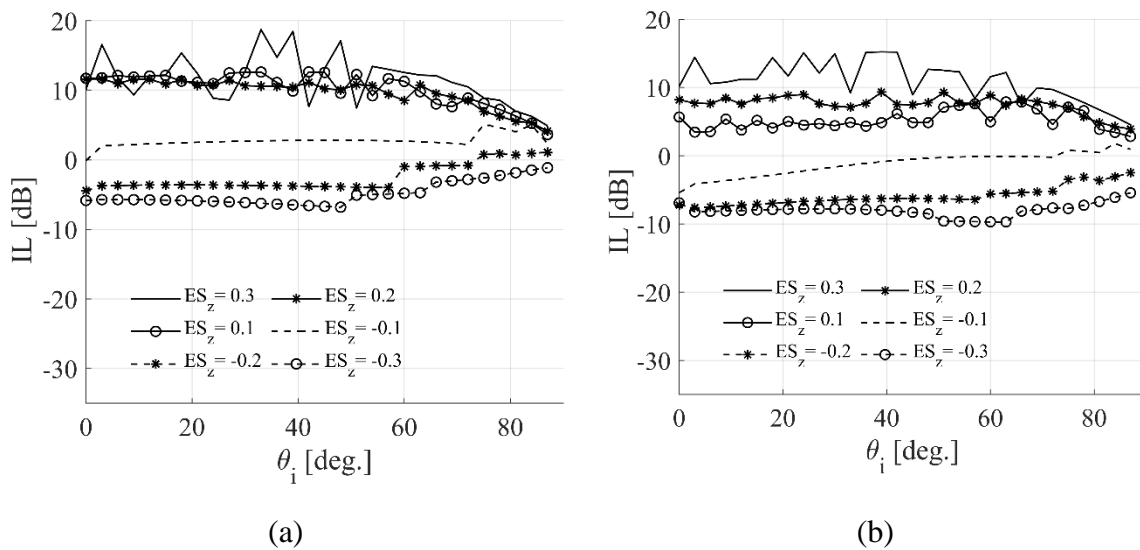 20
10
0
-10
-20
-30
IL [dB]
ES_z= 0.3 ES_z= 0.2
ES_z= 0.1 ES_z= -0.1
ES_z= -0.2 ES_z= -0.3
0 20 40 60 80
θ_i [deg.]
(a)
20
10
0
-10
-20
-30
IL [dB]
ES_z= 0.3 ES_z= 0.2
ES_z= 0.1 ES_z= -0.1
ES_z= -0.2 ES_z= -0.3
0 20 40 60 80
θ_i [deg.]
(b)